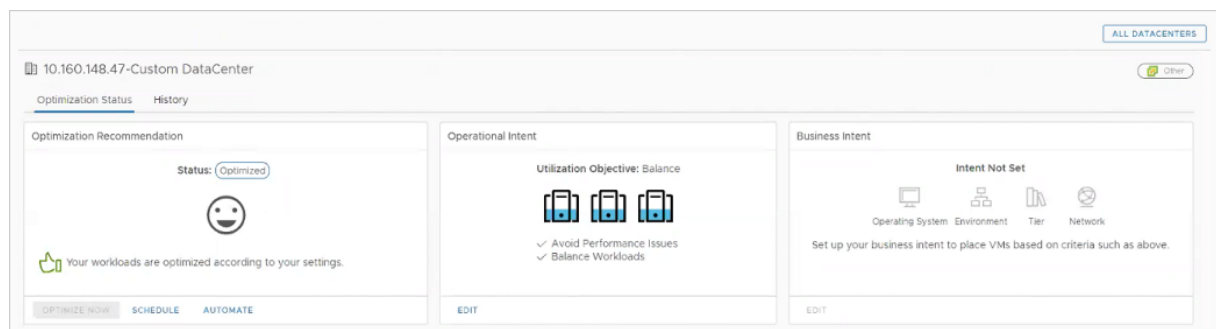 ALL DATACENTERS
10.160.148.47-Custom DataCenter
Other
Optimization Status History
Optimization Recommendation
Status: Optimized
Your workloads are optimized according to your settings.
OPTIMIZE NOW SCHEDULE AUTOMATE
Operational Intent
Utilization Objective: Balance
Avoid Performance Issues
Balance Workloads
EDIT
Business Intent
Intent Not Set
Operating System Environment Tier Network
Set up your business intent to place VMs based on criteria such as above.
EDIT